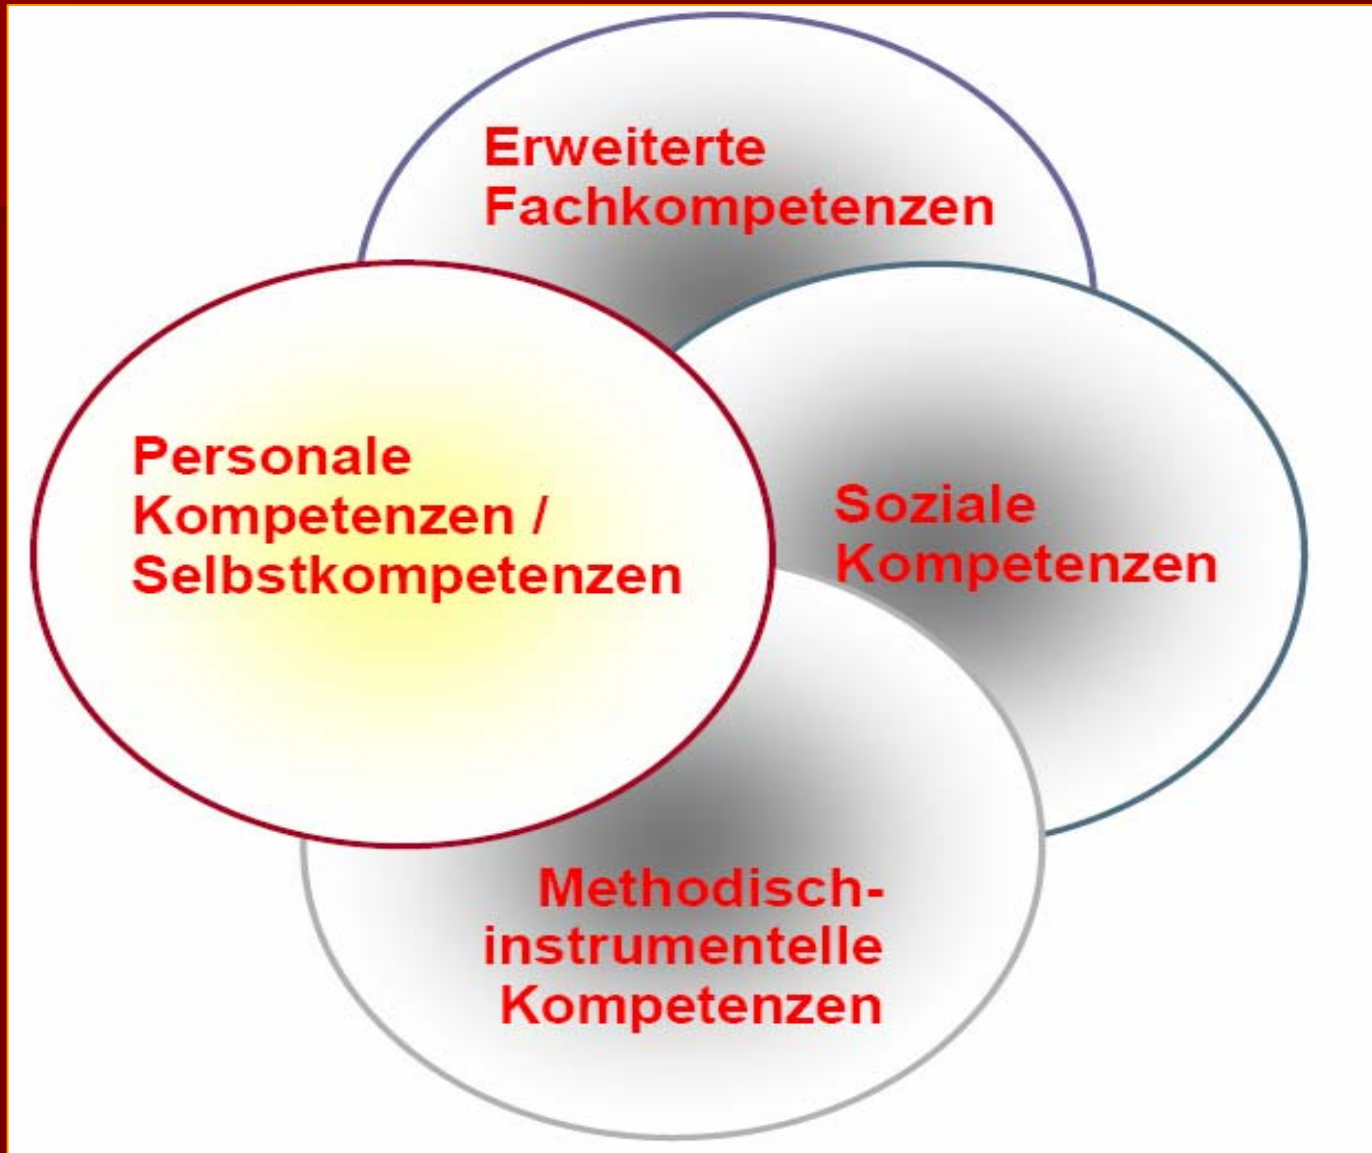 Erweiterte
Fachkompetenzen
Personale
Kompetenzen /
Selbstkompetenzen
Soziale
Kompetenzen
Methodisch-
instrumentelle
Kompetenzen